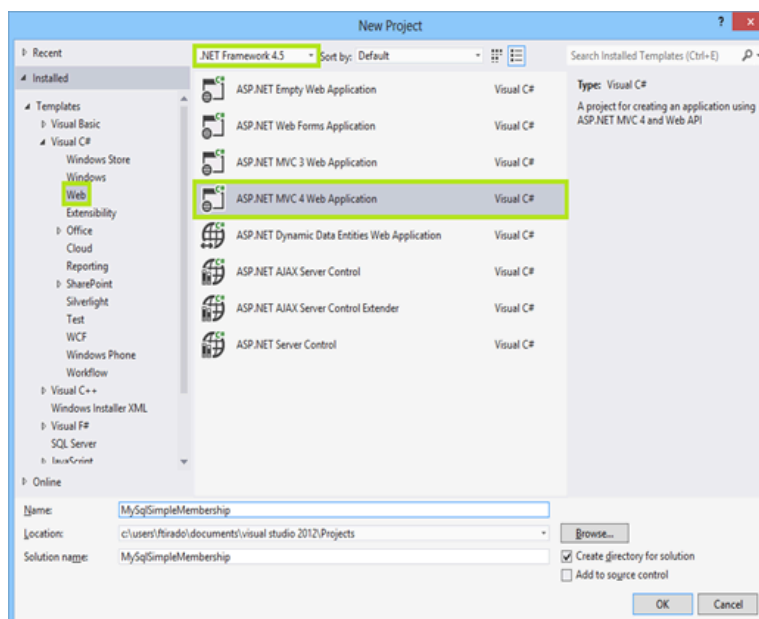 New Project
? ×
Recent
.NET Framework 4.5 Sort by: Default
Search Installed Templates (Ctrl+E)
Installed
Templates
Visual Basic
Visual C#
Windows Store
Windows
Web
Extensibility
Office
Cloud
Reporting
SharePoint
Silverlight
Test
WCF
Windows Phone
Workflow
Visual C++
Windows Installer XML
Visual F#
SQL Server
JavaScript
Online
ASP.NET Empty Web Application Visual C#
ASP.NET Web Forms Application Visual C#
ASP.NET MVC 3 Web Application Visual C#
ASP.NET MVC 4 Web Application Visual C#
ASP.NET Dynamic Data Entities Web Application Visual C#
ASP.NET AJAX Server Control Visual C#
ASP.NET AJAX Server Control Extender Visual C#
ASP.NET Server Control Visual C#
Type: Visual C#
A project for creating an application using
ASP.NET MVC 4 and Web API
Name: MySqlSimpleMembership
Location: c:\users\ftirado\documents\visual studio 2012\Projects
Browse...
Solution name: MySqlSimpleMembership
Create directory for solution
Add to source control
OK Cancel